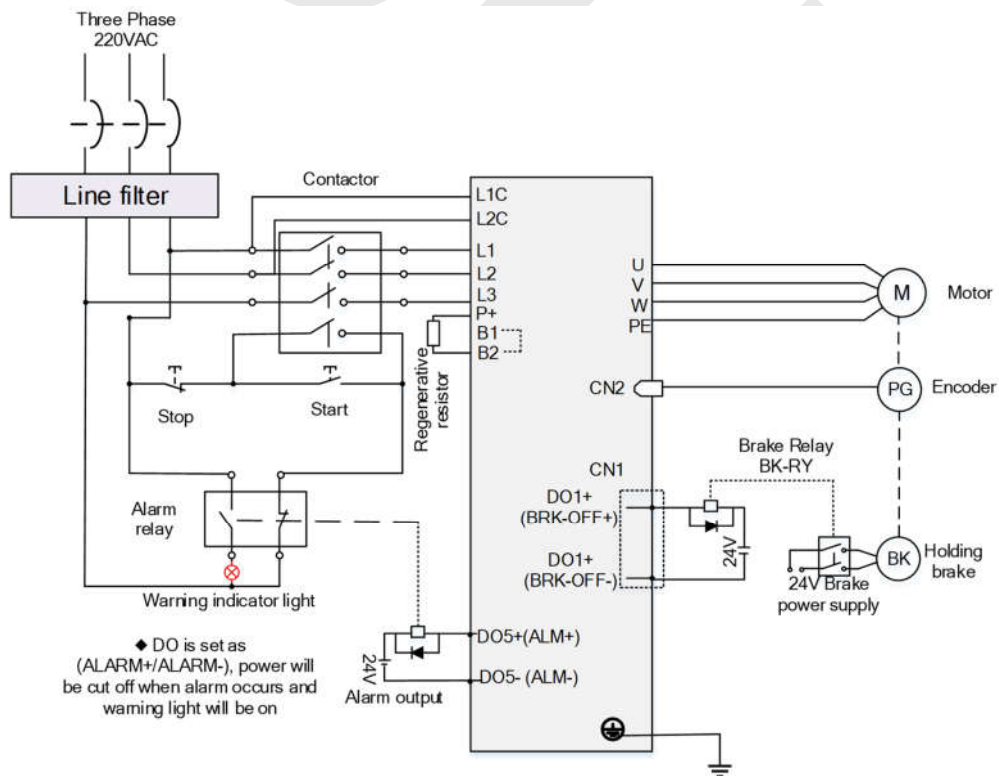 Three Phase
220VAC
Line filter
Contactor
L1C
L2C
L1
L2
L3
P+
B1
B2
Regenerative
resistor
Stop
Start
U
V
W
PE
M
Motor
CN2
PG
Encoder
CN1
DO1+
(BRK-OFF+)
DO1+
(BRK-OFF-)
24V
Brake Relay
BK-RY
BK
Holding
brake
24V Brake
power supply
Alarm
relay
Warning indicator light
◆ DO is set as
(ALARM+/ALARM-), power will
be cut off when alarm occurs and
warning light will be on
24V
Alarm output
DO5+(ALM+)
DO5- (ALM-)